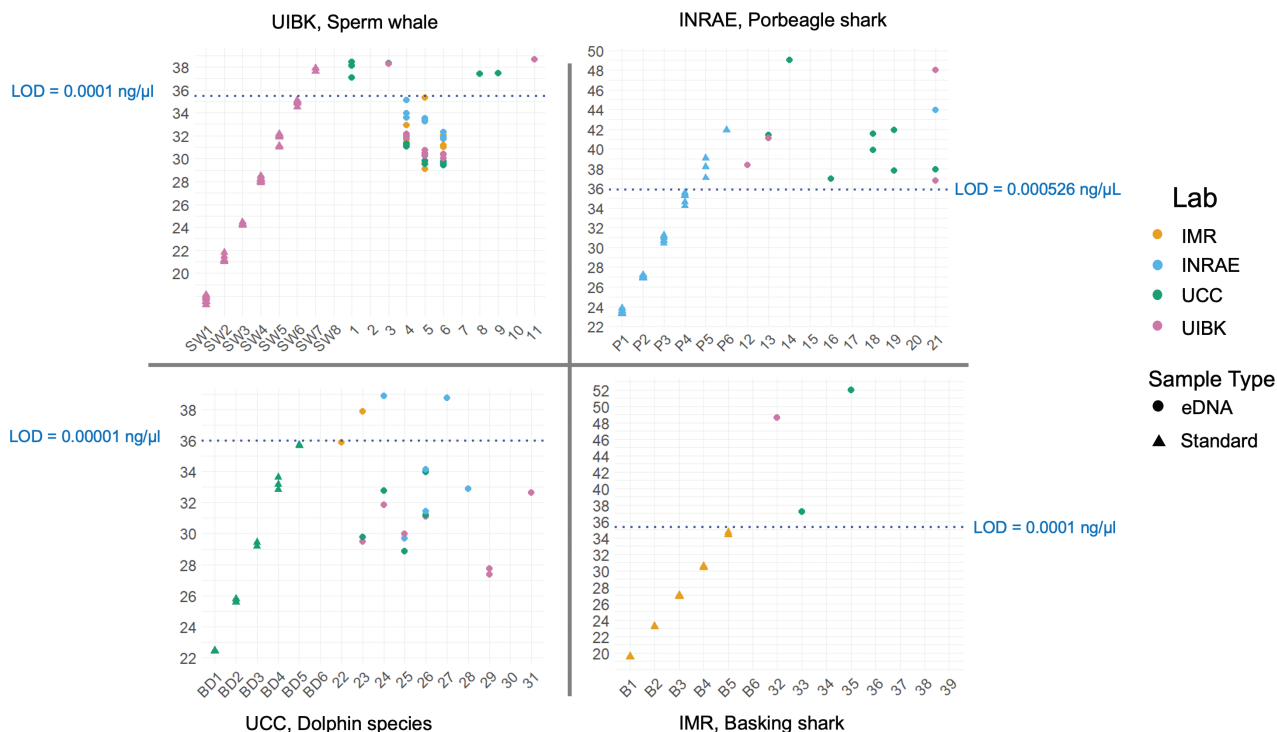 UIBK, Sperm whale
38
36
34
32
30
28
26
24
22
20
LOD = 0.0001 ng/µl
SW1 SW2 SW3 SW4 SW5 SW6 SW7 SW8 1 2 3 4 5 6 7 8 9 10 11
INRAE, Porbeagle shark
50
48
46
44
42
40
38
36
34
32
30
28
26
24
22
LOD = 0.000526 ng/µL
P1 P2 P3 P4 P5 P6 12 13 14 15 16 17 18 19 20 21
38
36
34
32
30
28
26
24
22
LOD = 0.00001 ng/µl
BD1 BD2 BD3 BD4 BD5 BD6 22 23 24 25 26 27 28 29 30 31
UCC, Dolphin species
52
50
48
46
44
42
40
38
36
34
32
30
28
26
24
22
20
LOD = 0.0001 ng/µl
B1 B2 B3 B4 B5 B6 32 33 34 35 36 37 38 39
IMR, Basking shark
Lab
IMR
INRAE
UCC
UIBK
Sample Type
eDNA
Standard